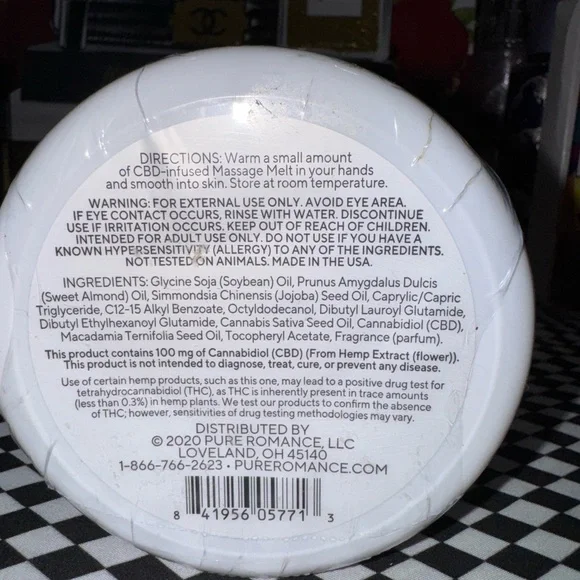 DIRECTIONS: Warm a small amount
of CBD-infused Massage Melt in your hands
and smooth into skin. Store at room temperature.
WARNING: FOR EXTERNAL USE ONLY. AVOID EYE AREA.
IF EYE CONTACT OCCURS, RINSE WITH WATER. DISCONTINUE
USE IF IRRITATION OCCURS. KEEP OUT OF REACH OF CHILDREN.
INTENDED FOR ADULT USE ONLY. DO NOT USE IF YOU HAVE A
KNOWN HYPERSENSITIVITY (ALLERGY) TO ANY OF THE INGREDIENTS.
NOT TESTED ON ANIMALS. MADE IN THE USA.
INGREDIENTS: Glycine Soja (Soybean) Oil, Prunus Amygdalus Dulcis
(Sweet Almond) Oil, Simmondsia Chinensis (Jojoba) Seed Oil, Caprylic/Capric
Triglyceride, C12-15 Alkyl Benzoate, Octyldodecanol, Dibutyl Lauroyl Glutamide,
Dibutyl Ethylhexanoyl Glutamide, Cannabis Sativa Seed Oil, Cannabidiol (CBD),
Macadamia Ternifolia Seed Oil, Tocopheryl Acetate, Fragrance (parfum).
This product contains 100 mg of Cannabidiol (CBD) (From Hemp Extract (flower)).
This product is not intended to diagnose, treat, cure, or prevent any disease.
Use of certain hemp products, such as this one, may lead to a positive drug test for
tetrahydrocannabidiol (THC), as THC is inherently present in trace amounts
(less than 0.3%) in hemp plants. We test our products to confirm the absence
of THC; however, sensitivities of drug testing methodologies may vary.
DISTRIBUTED BY
© 2020 PURE ROMANCE, LLC
LOVELAND, OH 45140
1-866-766-2623 • PUREROMANCE.COM
8 41956 05771 3